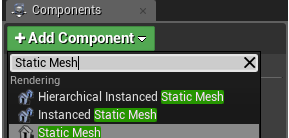 Components
+ Add Component
Static Mesh
Rendering
Hierarchical Instanced Static Mesh
Instanced Static Mesh
Static Mesh